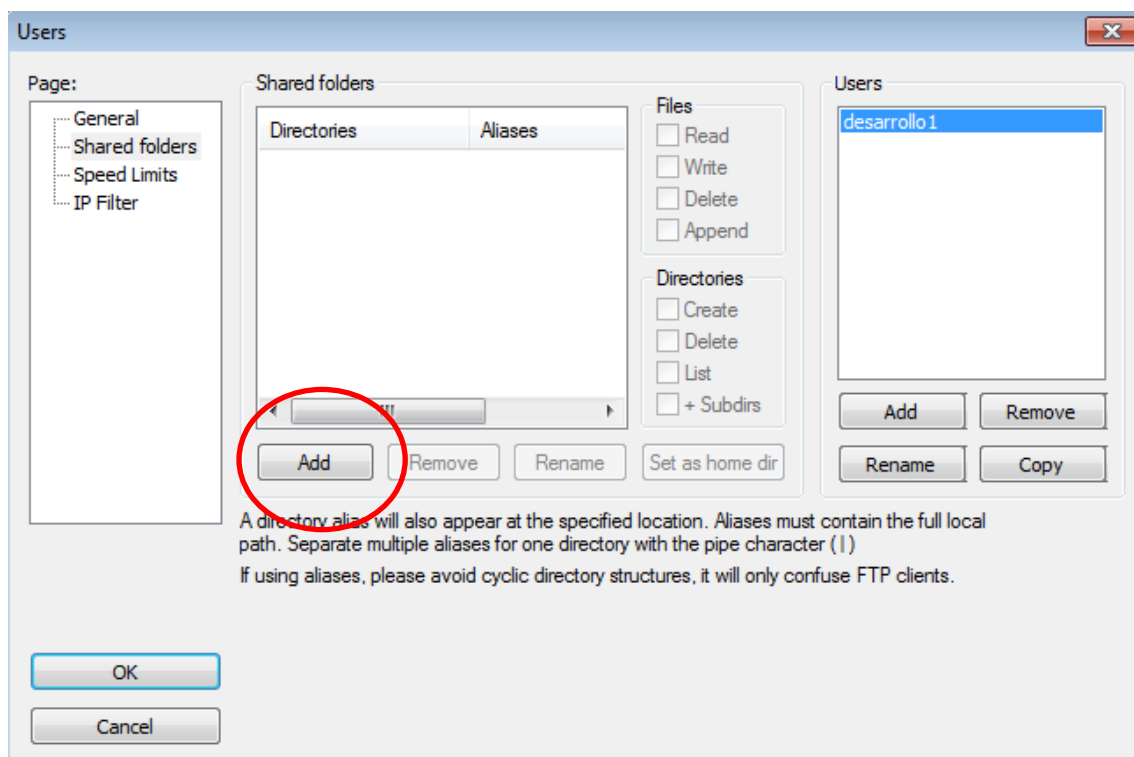 Users
Page:
General
Shared folders
Speed Limits
IP Filter
Shared folders
Directories
Aliases
Files
Read
Write
Delete
Append
Directories
Create
Delete
List
+ Subdirs
Add
Remove
Rename
Set as home dir
Users
desarrollo1
Add
Remove
Rename
Copy
A directory alias will also appear at the specified location. Aliases must contain the full local
path. Separate multiple aliases for one directory with the pipe character (|)
If using aliases, please avoid cyclic directory structures, it will only confuse FTP clients.
OK
Cancel